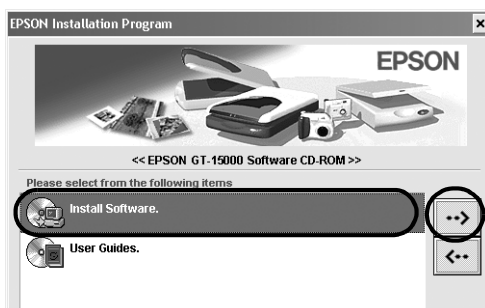 EPSON Installation Program
EPSON
<< EPSON GT-15000 Software CD-ROM >>
Please select from the following items
Install Software.
User Guides.